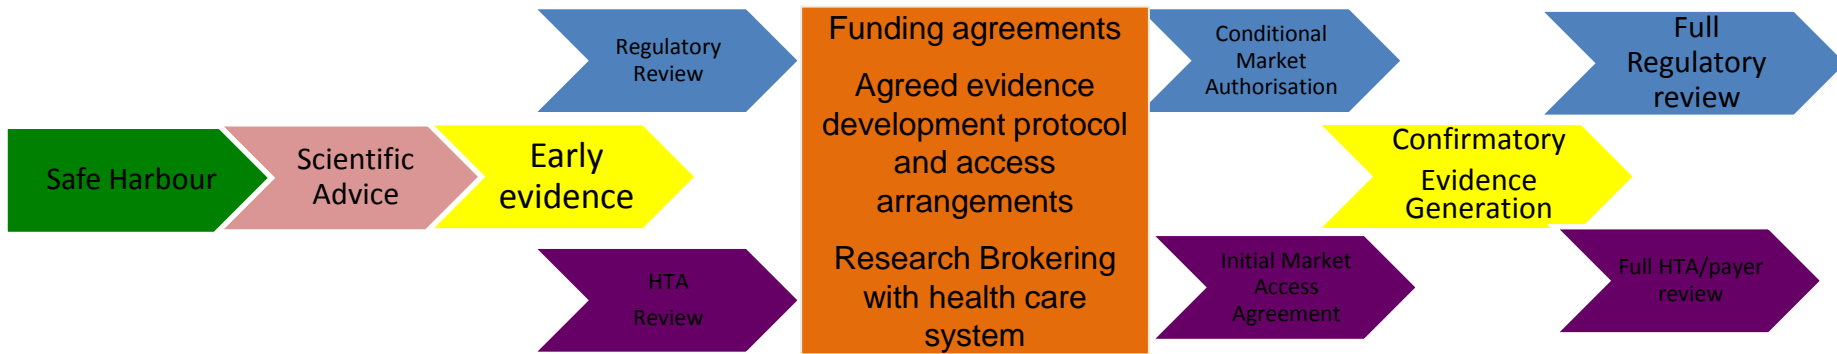 Safe Harbour
Scientific
Advice
Early
evidence
Regulatory
Review
HTA
Review
Funding agreements
Agreed evidence
development protocol
and access
arrangements
Research Brokering
with health care
system
Conditional
Market
Authorisation
Initial Market
Access
Agreement
Confirmatory
Evidence
Generation
Full
Regulatory
review
Full HTA/payer
review